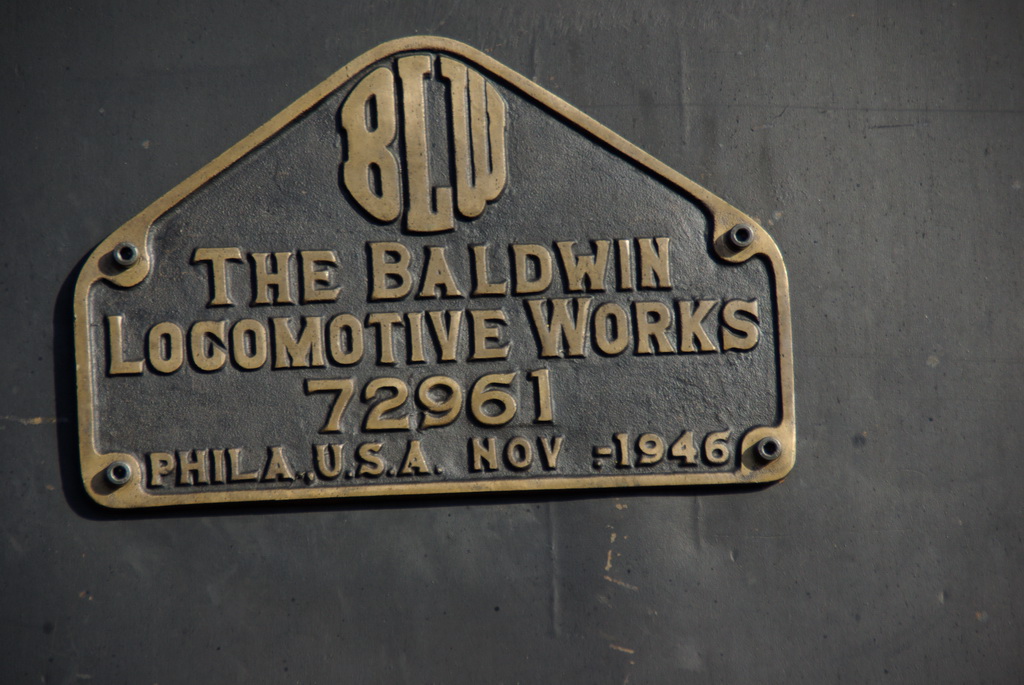 BLW
THE BALDWIN
LOCOMOTIVE WORKS
72961
PHILA., U.S.A. NOV :-1946